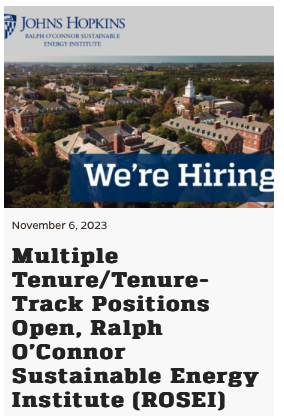 JOHNS HOPKINS
RALPH O'CONNOR SUSTAINABLE
ENERGY INSTITUTE
We're Hiring
November 6, 2023
Multiple
Tenure/Tenure-
Track Positions
Open, Ralph
O'Connor
Sustainable Energy
Institute (ROSEI)